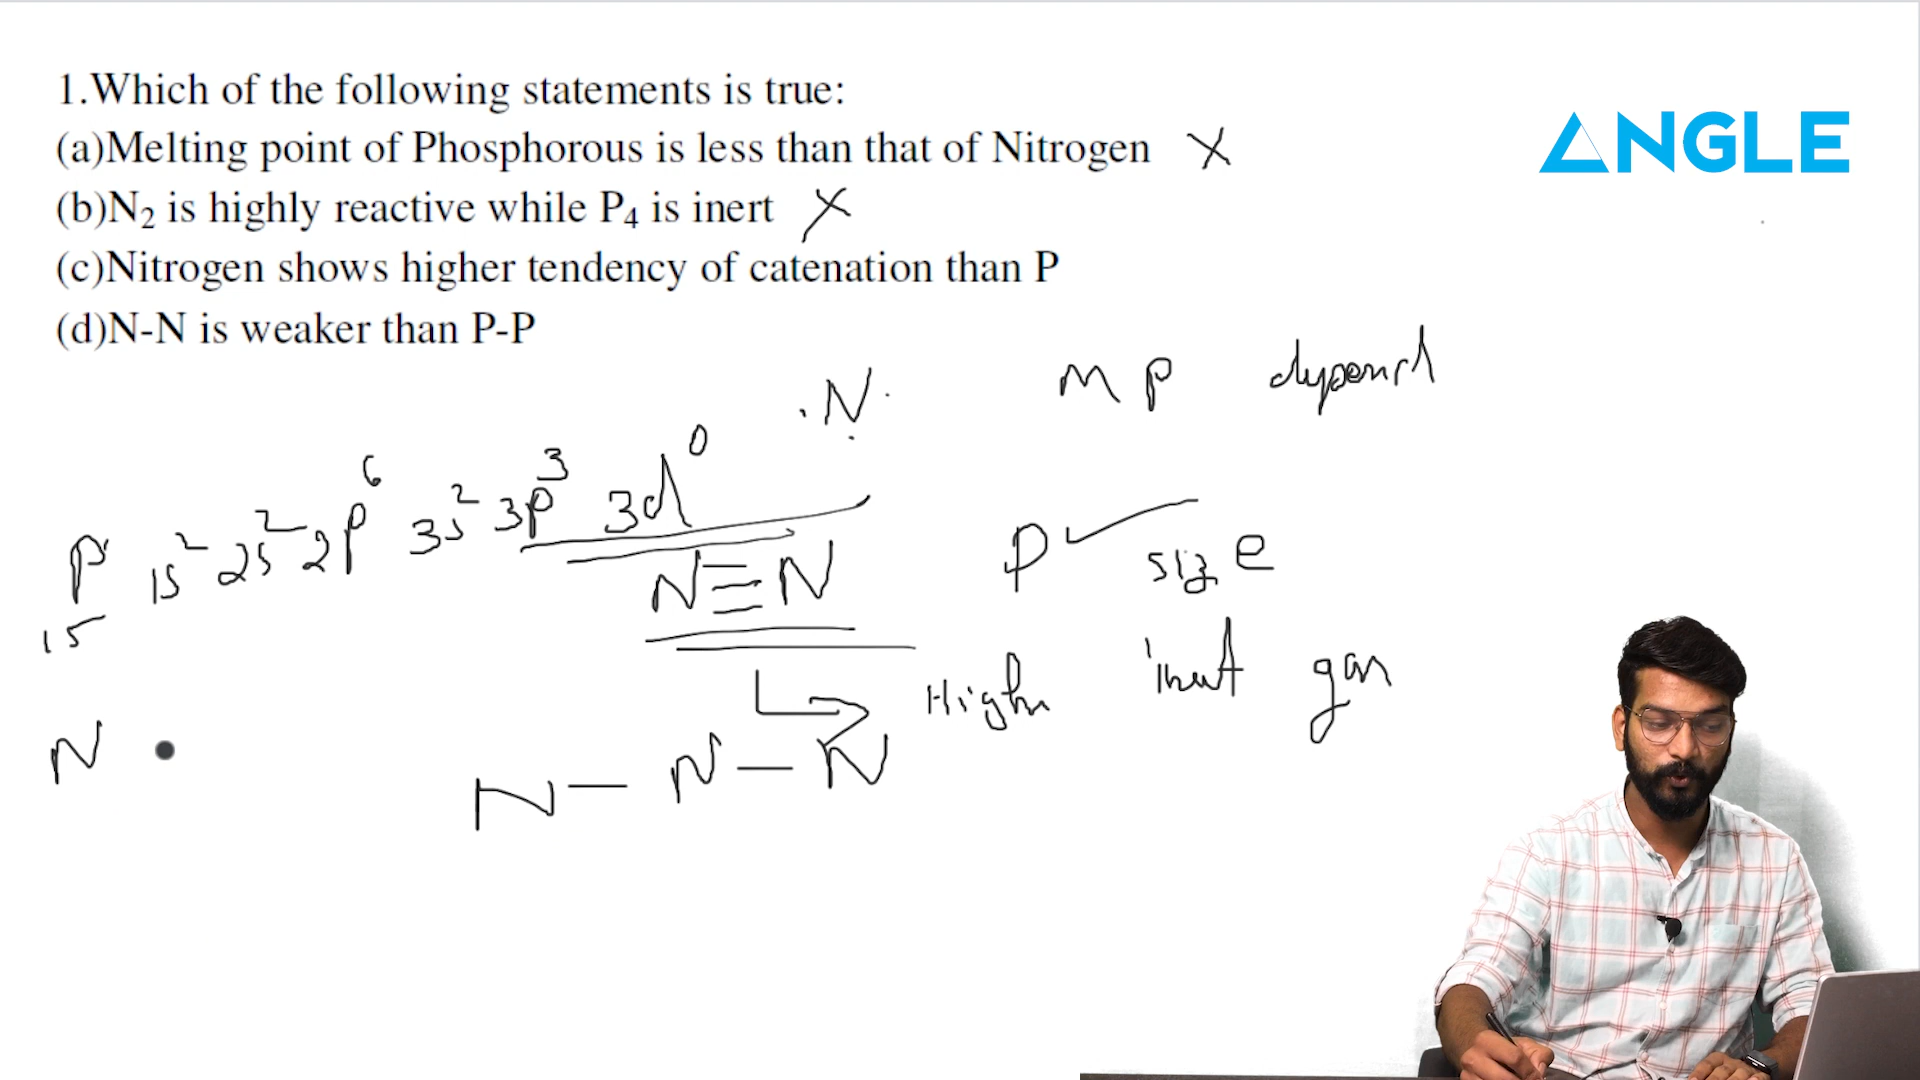 1.Which of the following statements is true:
(a)Melting point of Phosphorous is less than that of Nitrogen X
(b)N₂ is highly reactive while P₄ is inert X
(c)Nitrogen shows higher tendency of catenation than P
(d)N-N is weaker than P-P
ANGLE
N
M P depend
P 1s² 2s² 2p⁶ 3s² 3p³ 3d⁰
15
N≡N
P size
High inert gas
N N – N – N